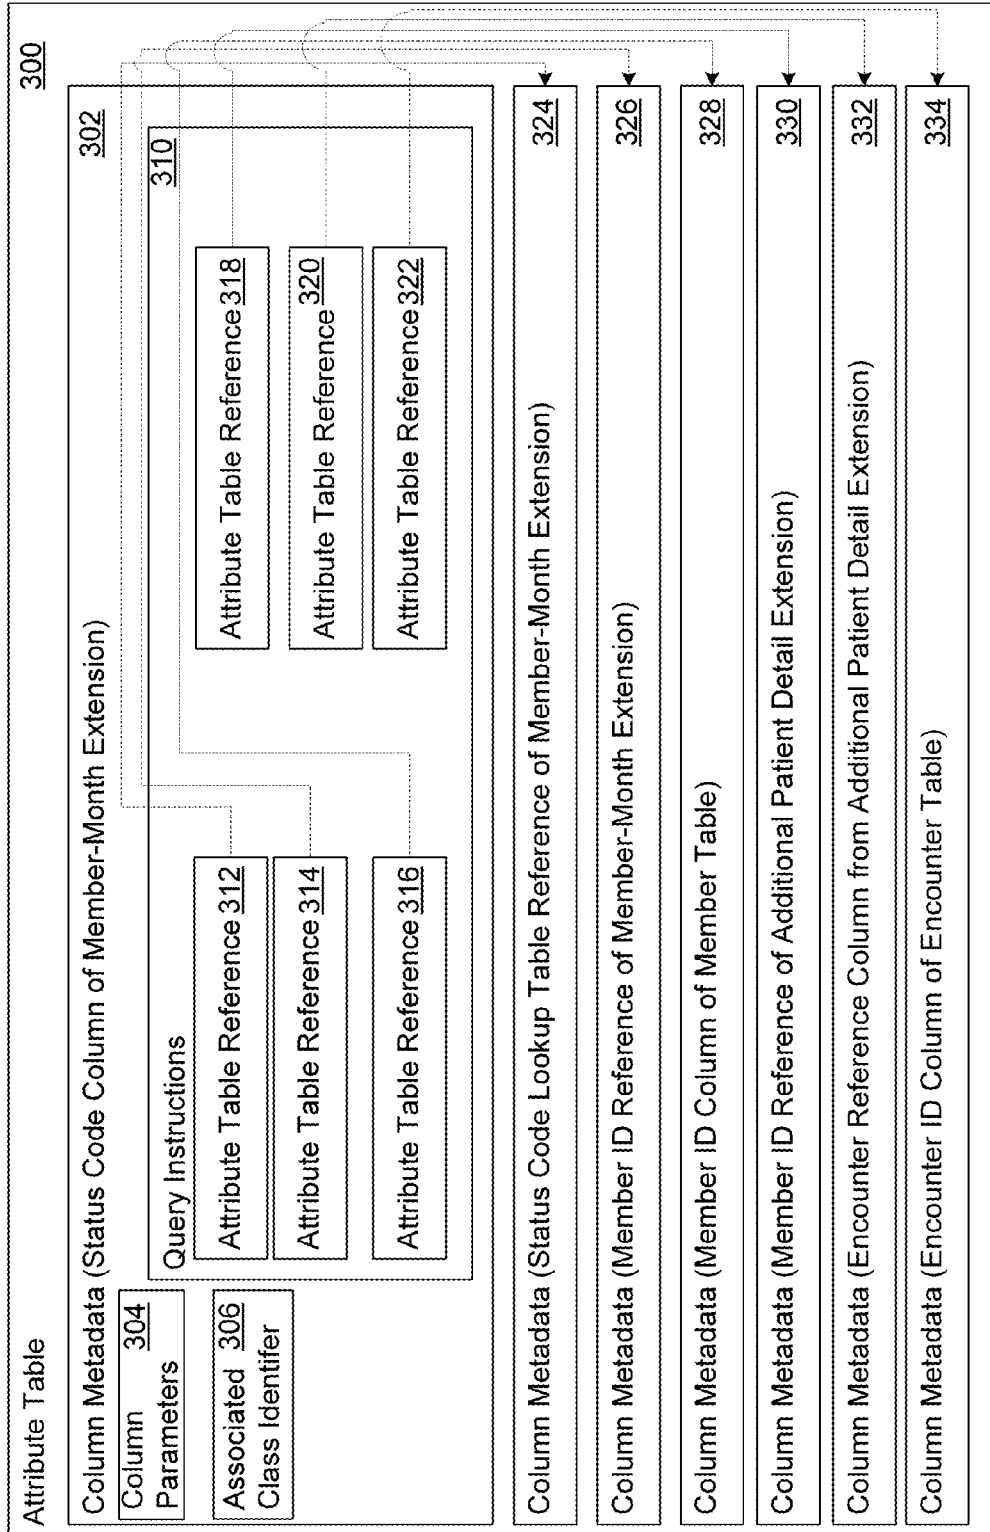 Attribute Table 300
Column Metadata (Status Code Column of Member-Month Extension) 302
Column 304
Parameters
Associated 306
Class Identifer
Query Instructions 310
Attribute Table Reference 312
Attribute Table Reference 314
Attribute Table Reference 316
Attribute Table Reference 318
Attribute Table Reference 320
Attribute Table Reference 322
Column Metadata (Status Code Lookup Table Reference of Member-Month Extension) 324
Column Metadata (Member ID Reference of Member-Month Extension) 326
Column Metadata (Member ID Column of Member Table) 328
Column Metadata (Member ID Reference of Additional Patient Detail Extension) 330
Column Metadata (Encounter Reference Column from Additional Patient Detail Extension) 332
Column Metadata (Encounter ID Column of Encounter Table) 334